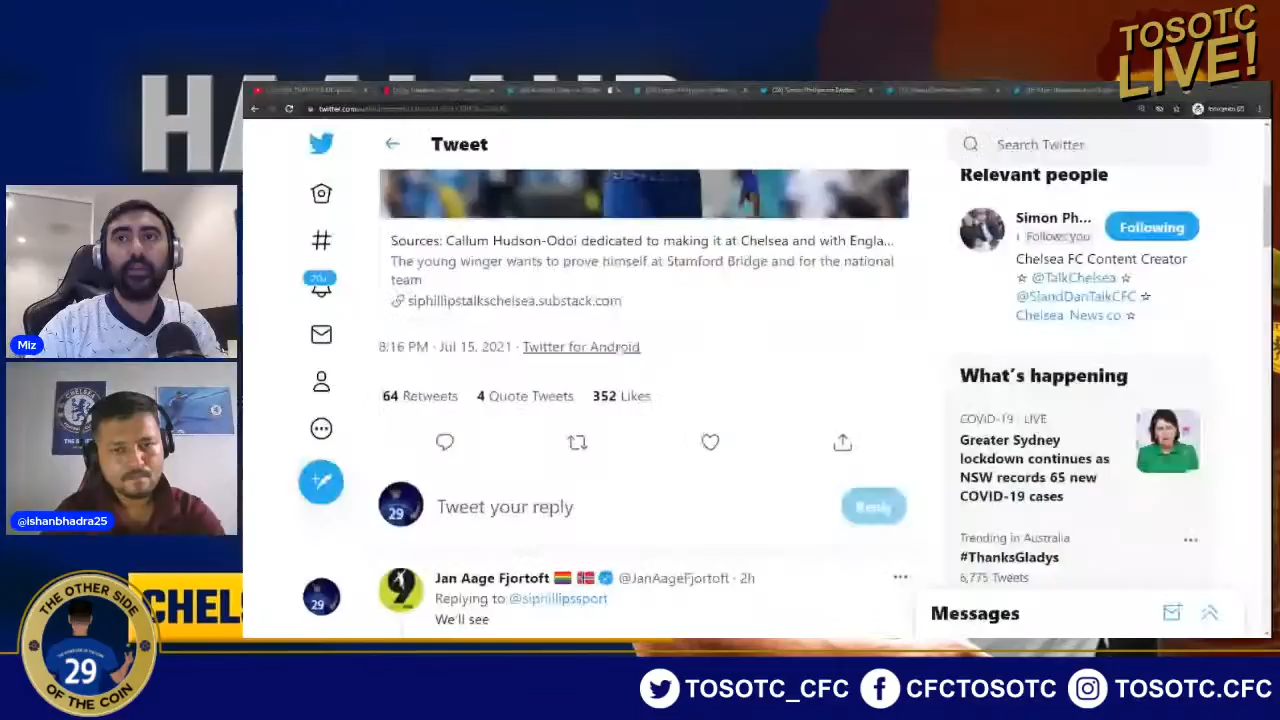 TOSOTC
LIVE!
Tweet
Search Twitter
Relevant people
Simon Ph...
Follows you
Following
Chelsea FC Content Creator
☆ @TalkChelsea ☆
@SIandDanTalkCFC ☆
Chelsea News co ☆
Sources: Callum Hudson-Odoi dedicated to making it at Chelsea and with Engla...
The young winger wants to prove himself at Stamford Bridge and for the national
team
siphillipstalkschelsea.substack.com
8:16 PM · Jul 15, 2021 · Twitter for Android
64 Retweets 4 Quote Tweets 352 Likes
What's happening
COVID-19 · LIVE
Greater Sydney
lockdown continues as
NSW records 65 new
COVID-19 cases
Trending in Australia
#ThanksGladys
6,775 Tweets
29
Tweet your reply
Reply
Jan Aage Fjortoft @JanAageFjortoft · 2h
Replying to @siphillipssport
We'll see
29
Messages
Miz
CHELSEA
@ishanbhadra25
CHEL
THE OTHER SIDE
29
OF THE COIN
TOSOTC_CFC
CFCTOSOTC
TOSOTC.CFC